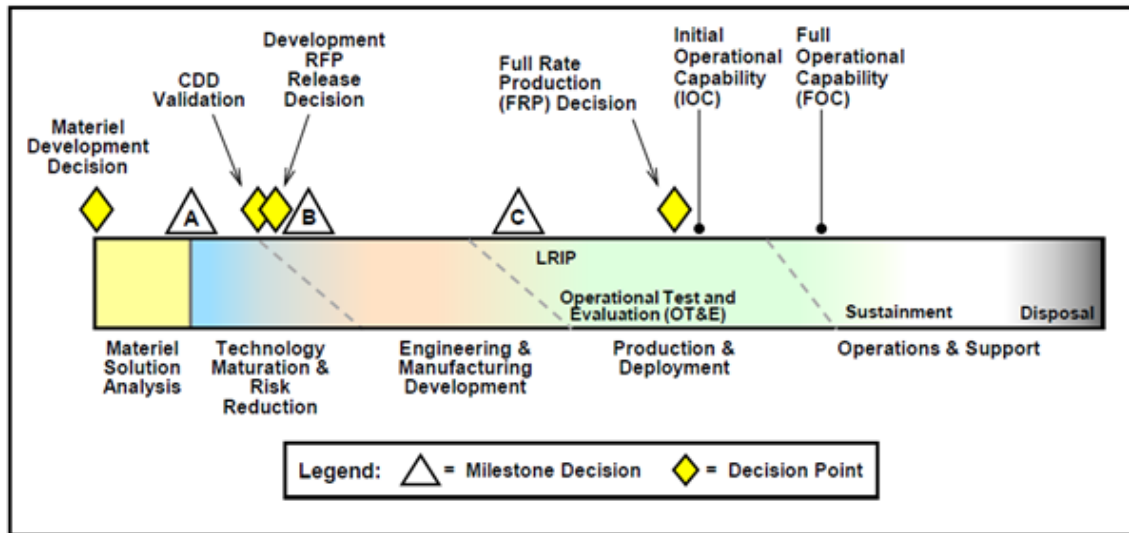 Materiel
Development
Decision
CDD
Validation
Development
RFP
Release
Decision
Full Rate
Production
(FRP) Decision
Initial
Operational
Capability
(IOC)
Full
Operational
Capability
(FOC)
A
B
C
LRIP
Operational Test and
Evaluation (OT&E)
Sustainment
Disposal
Materiel
Solution
Analysis
Technology
Maturation &
Risk
Reduction
Engineering &
Manufacturing
Development
Production &
Deployment
Operations & Support
Legend:
= Milestone Decision
= Decision Point